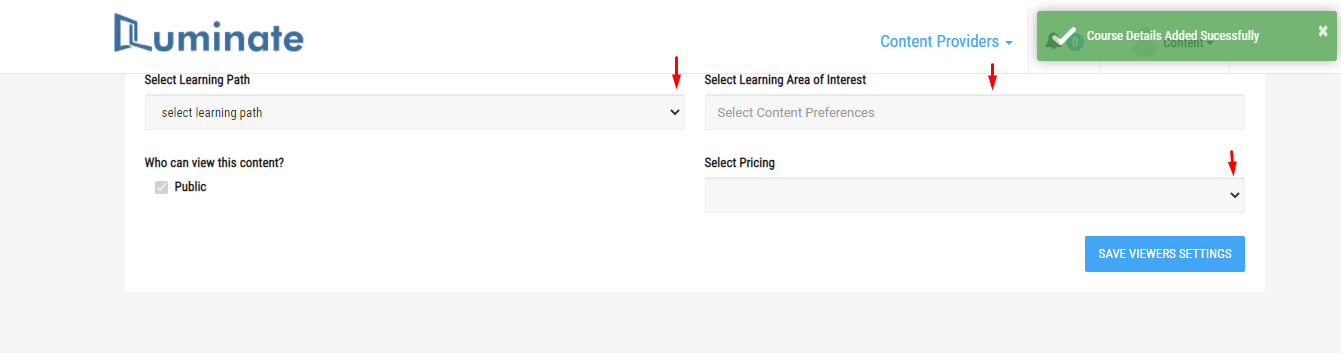 Luminate
Content Providers
0
Content
Course Details Added Sucessfully
×
Select Learning Path
Select Learning Area of Interest
select learning path
Select Content Preferences
Who can view this content?
Select Pricing
Public
SAVE VIEWERS SETTINGS